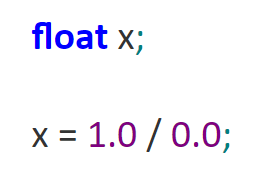 float x;
x = 1.0 / 0.0;